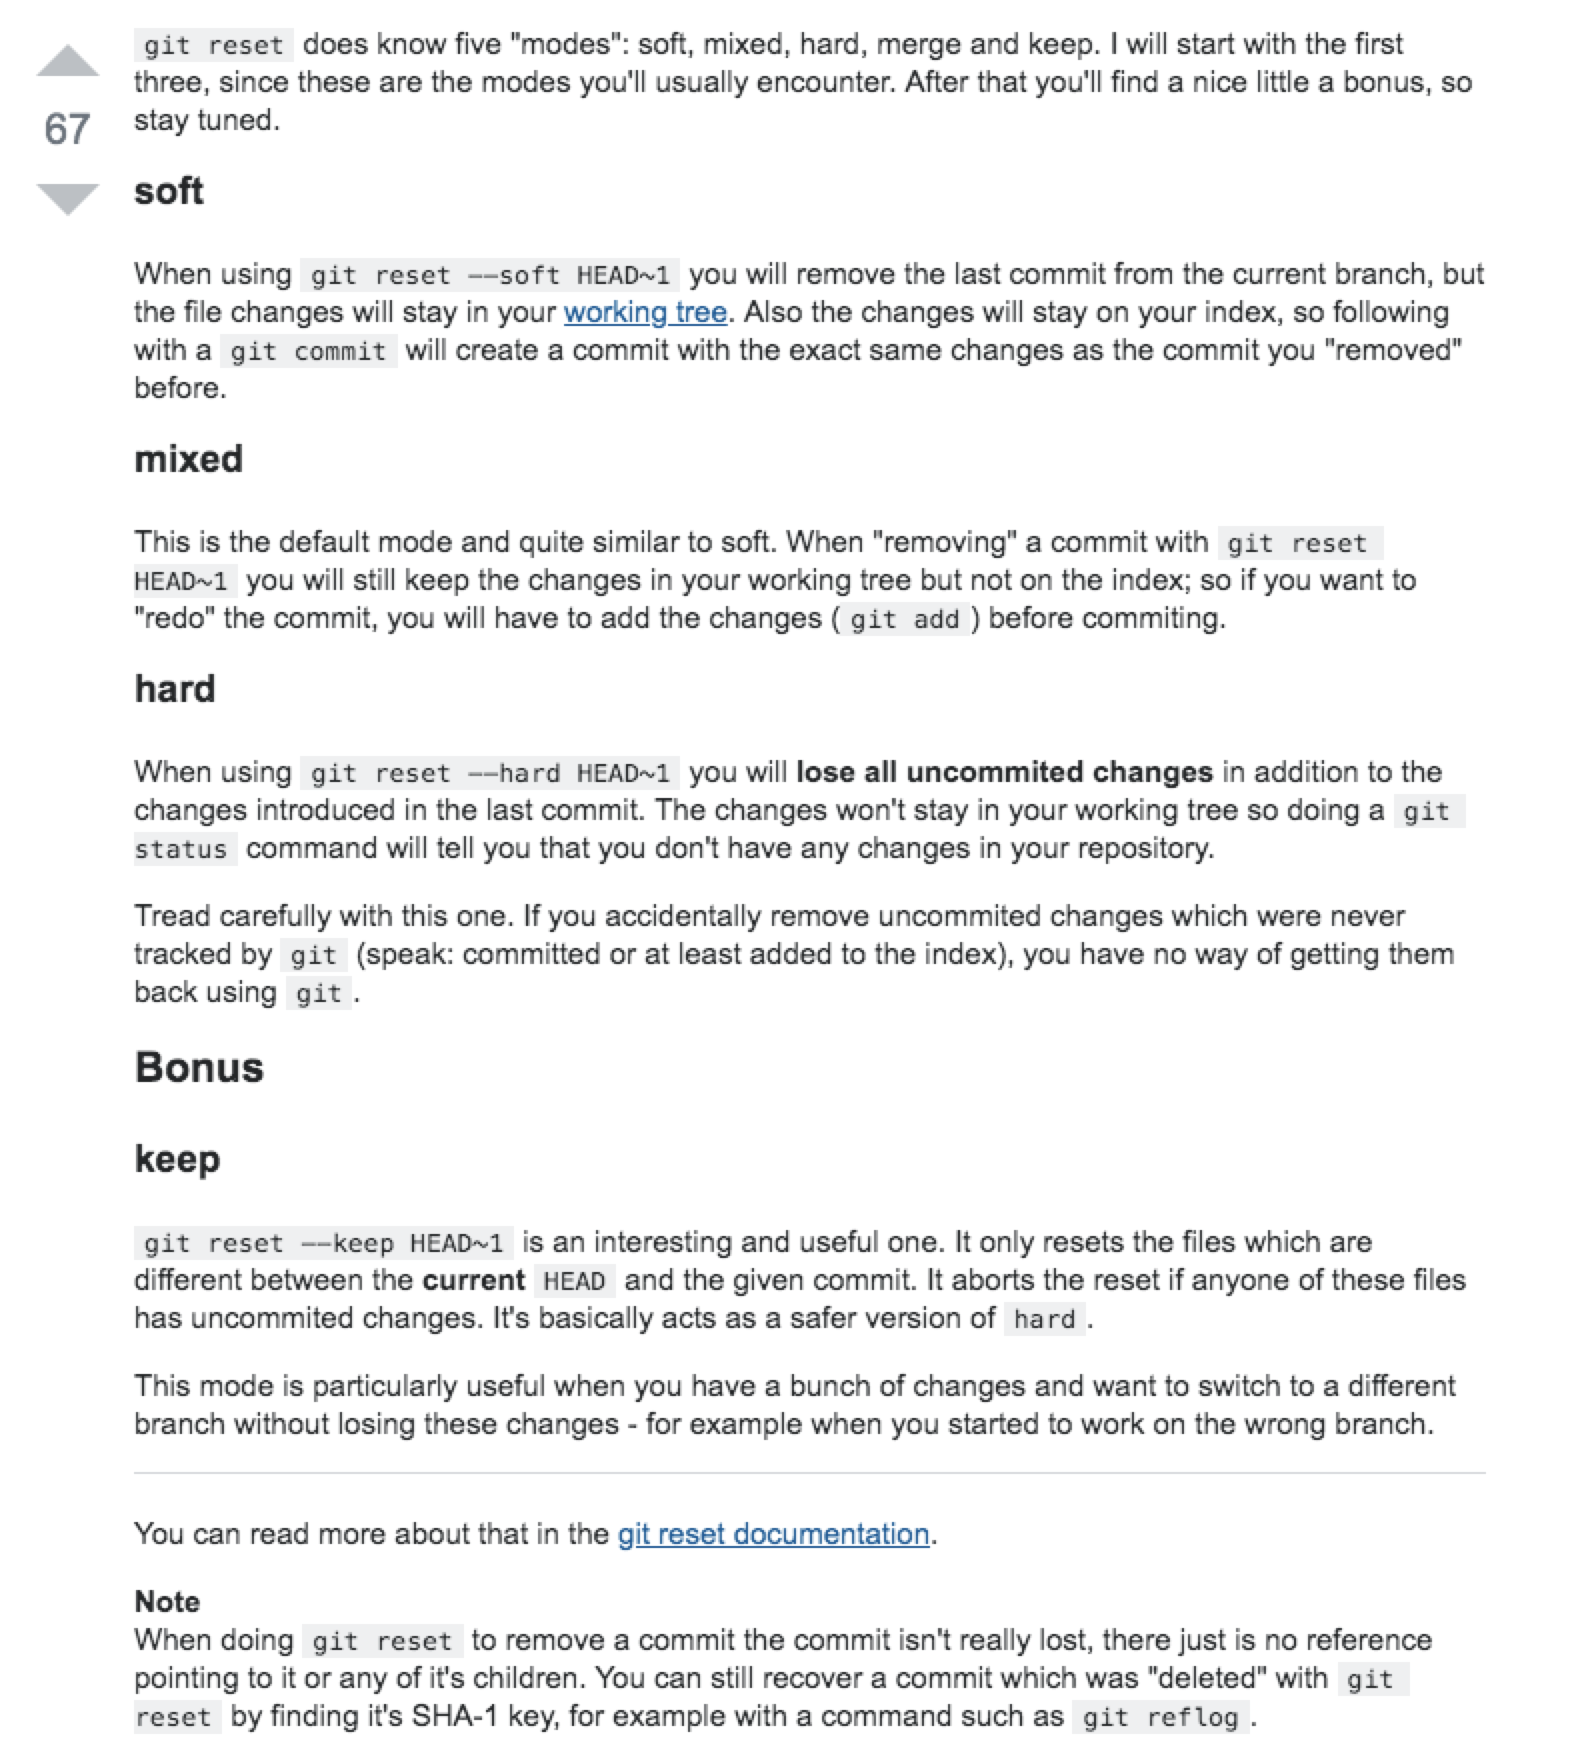 git reset does know five "modes": soft, mixed, hard, merge and keep. I will start with the first
three, since these are the modes you'll usually encounter. After that you'll find a nice little a bonus, so
stay tuned.
67
soft
When using git reset --soft HEAD~1 you will remove the last commit from the current branch, but
the file changes will stay in your working tree. Also the changes will stay on your index, so following
with a git commit will create a commit with the exact same changes as the commit you "removed"
before.
mixed
This is the default mode and quite similar to soft. When "removing" a commit with git reset
HEAD~1 you will still keep the changes in your working tree but not on the index; so if you want to
"redo" the commit, you will have to add the changes ( git add ) before commiting.
hard
When using git reset --hard HEAD~1 you will lose all uncommited changes in addition to the
changes introduced in the last commit. The changes won't stay in your working tree so doing a git
status command will tell you that you don't have any changes in your repository.
Tread carefully with this one. If you accidentally remove uncommited changes which were never
tracked by git (speak: committed or at least added to the index), you have no way of getting them
back using git .
Bonus
keep
git reset --keep HEAD~1 is an interesting and useful one. It only resets the files which are
different between the current HEAD and the given commit. It aborts the reset if anyone of these files
has uncommited changes. It's basically acts as a safer version of hard .
This mode is particularly useful when you have a bunch of changes and want to switch to a different
branch without losing these changes - for example when you started to work on the wrong branch.
You can read more about that in the git reset documentation.
Note
When doing git reset to remove a commit the commit isn't really lost, there just is no reference
pointing to it or any of it's children. You can still recover a commit which was "deleted" with git
reset by finding it's SHA-1 key, for example with a command such as git reflog .